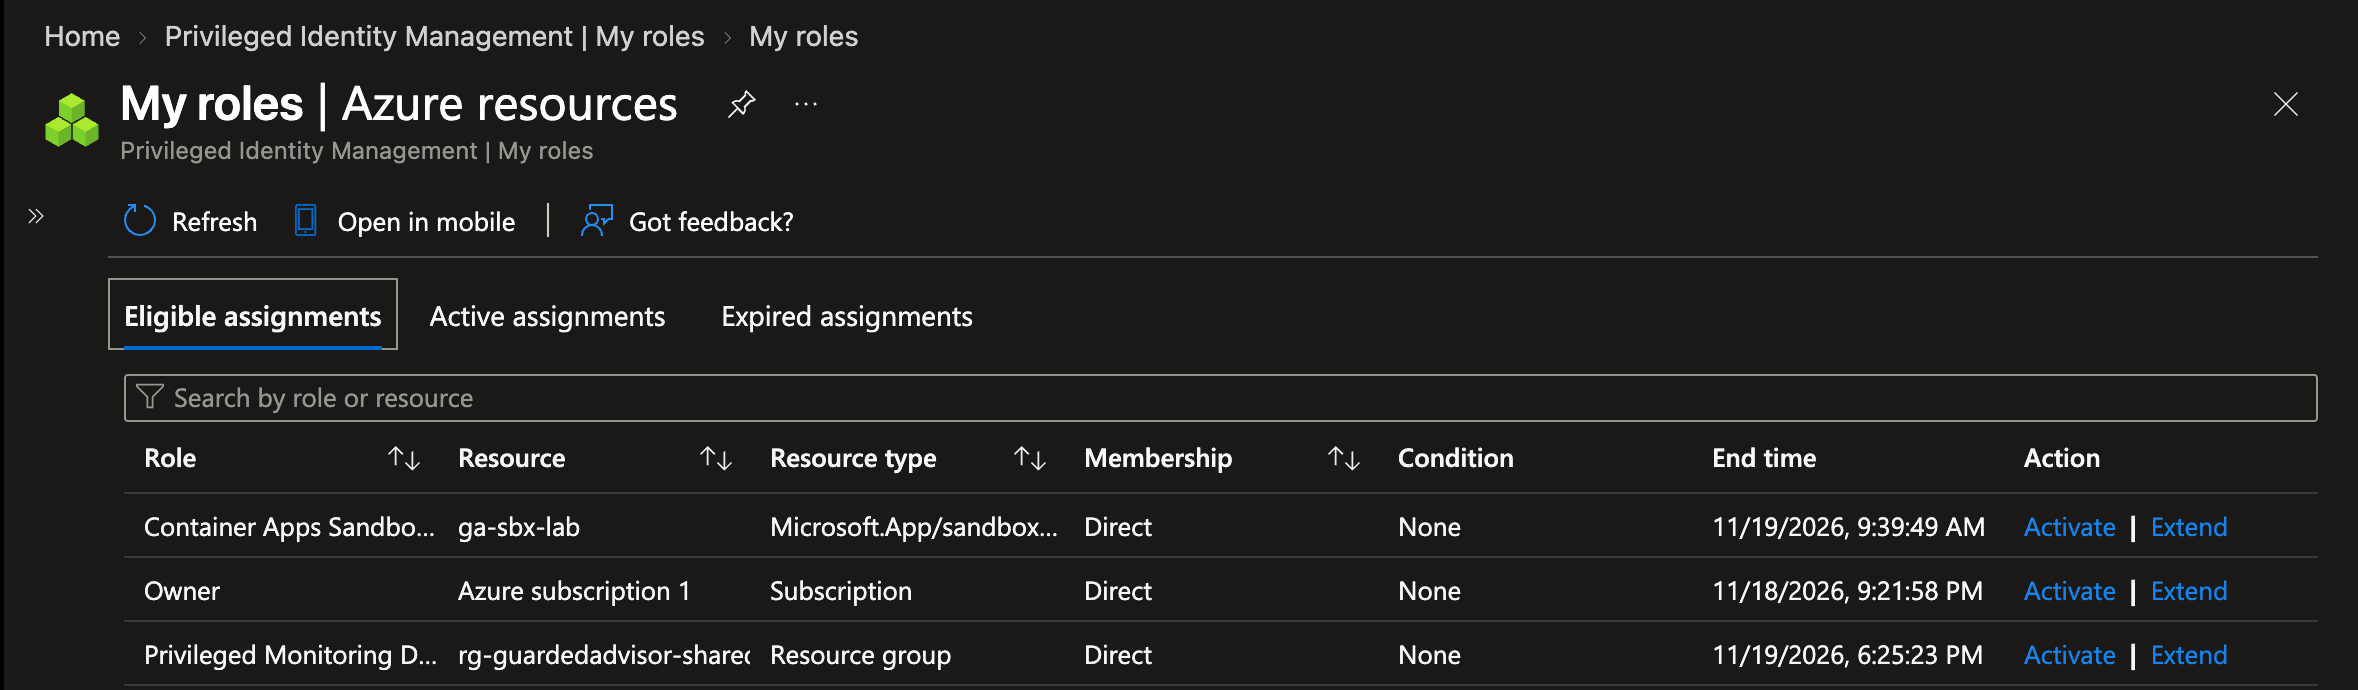 Home > Privileged Identity Management | My roles > My roles
My roles | Azure resources ...
Privileged Identity Management | My roles
Refresh Open in mobile | Got feedback?
Eligible assignments Active assignments Expired assignments
Search by role or resource
Role Resource Resource type Membership Condition End time Action
Container Apps Sandbo... ga-sbx-lab Microsoft.App/sandbox... Direct None 11/19/2026, 9:39:49 AM Activate | Extend
Owner Azure subscription 1 Subscription Direct None 11/18/2026, 9:21:58 PM Activate | Extend
Privileged Monitoring D... rg-guardedadvisor-shared Resource group Direct None 11/19/2026, 6:25:23 PM Activate | Extend